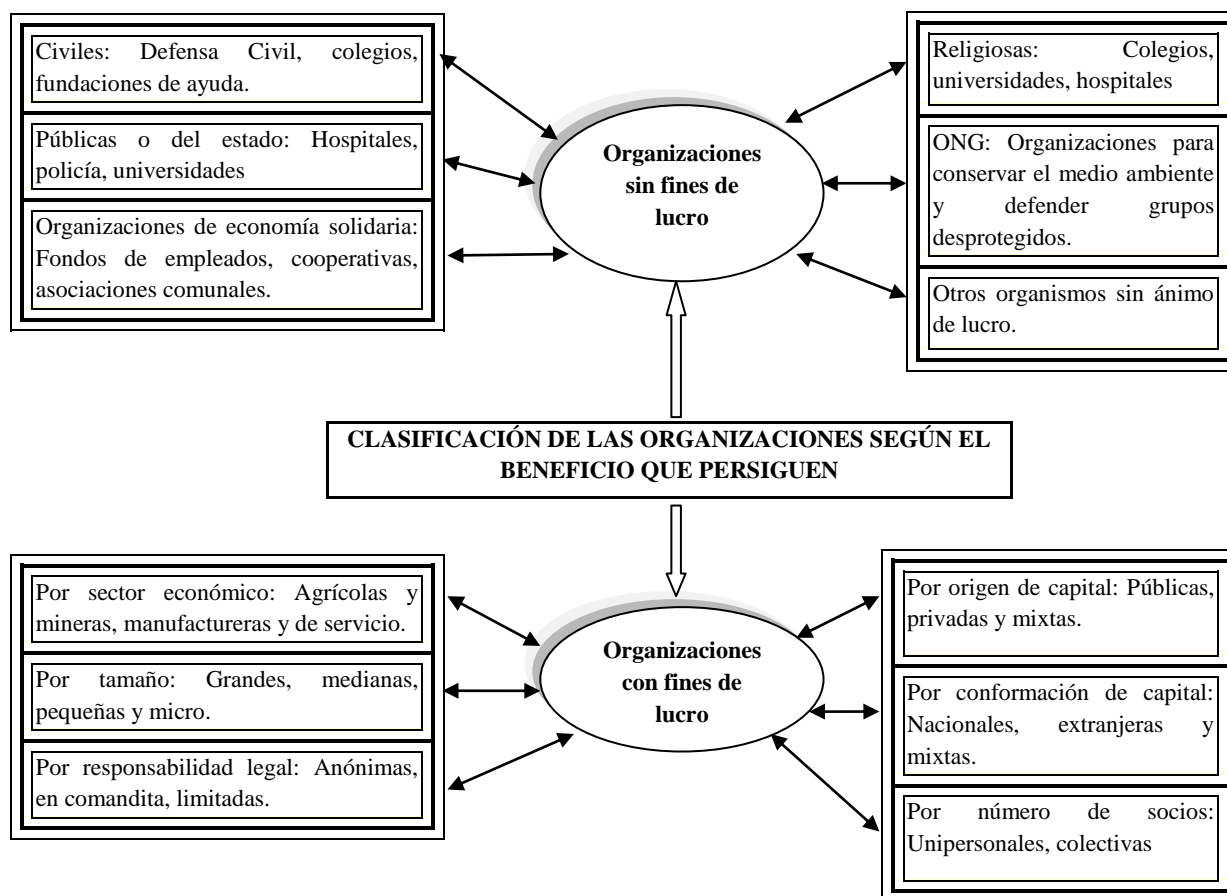 Civiles: Defensa Civil, colegios,
fundaciones de ayuda.
Públicas o del estado: Hospitales,
policía, universidades
Organizaciones de economía solidaria:
Fondos de empleados, cooperativas,
asociaciones comunales.
Organizaciones
sin fines de
lucro
Religiosas: Colegios,
universidades, hospitales
ONG: Organizaciones para
conservar el medio ambiente
y defender grupos
desprotegidos.
Otros organismos sin ánimo
de lucro.
CLASIFICACIÓN DE LAS ORGANIZACIONES SEGÚN EL
BENEFICIO QUE PERSIGUEN
Por sector económico: Agrícolas y
mineras, manufactureras y de servicio.
Por tamaño: Grandes, medianas,
pequeñas y micro.
Por responsabilidad legal: Anónimas,
en comandita, limitadas.
Organizaciones
con fines de
lucro
Por origen de capital: Públicas,
privadas y mixtas.
Por conformación de capital:
Nacionales, extranjeras y
mixtas.
Por número de socios:
Unipersonales, colectivas